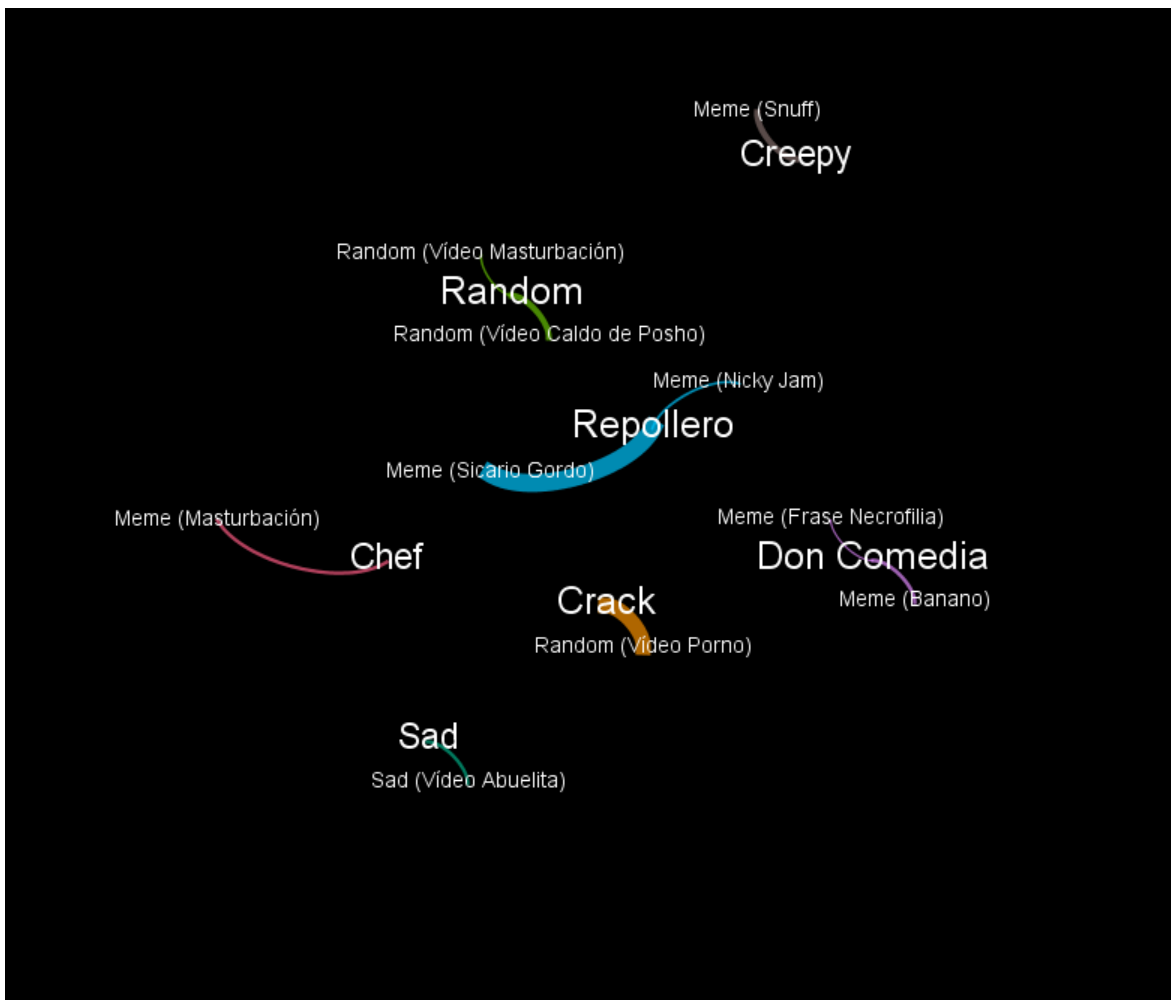 Meme (Snuff)
Creepy
Random (Vídeo Masturbación)
Random
Random (Vídeo Caldo de Posho)
Meme (Nicky Jam)
Repollero
Meme (Sicario Gordo)
Meme (Masturbación)
Chef
Meme (Frase Necrofilia)
Don Comedia
Meme (Banano)
Crack
Random (Vídeo Porno)
Sad
Sad (Vídeo Abuelita)